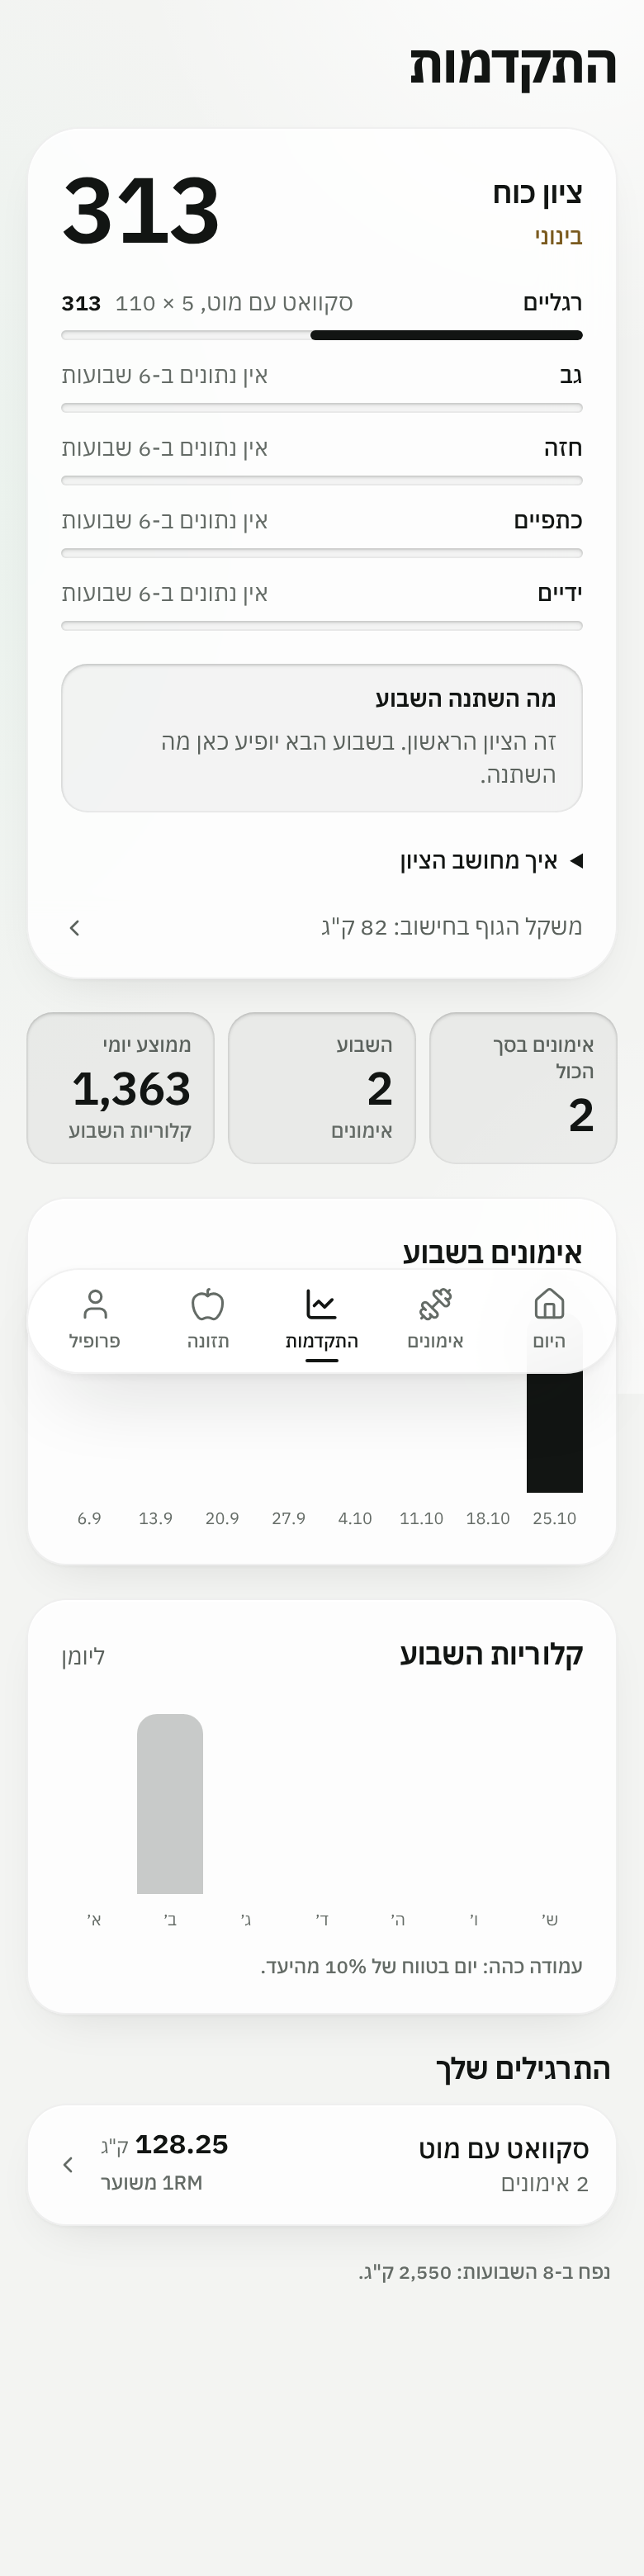 התקדמות
ציון כוח
313
בינוני
רגליים
סקוואט עם מוט, 5 × 110 313
גב
אין נתונים ב-6 שבועות
חזה
אין נתונים ב-6 שבועות
כתפיים
אין נתונים ב-6 שבועות
ידיים
אין נתונים ב-6 שבועות
מה השתנה השבוע
זה הציון הראשון. בשבוע הבא יופיע כאן מה
השתנה.
איך מחושב הציון
משקל הגוף בחישוב: 82 ק"ג
אימונים בסך
הכול
2
השבוע
2
אימונים
ממוצע יומי
1,363
קלוריות השבוע
אימונים בשבוע
היום
אימונים
התקדמות
תזונה
פרופיל
25.10 18.10 11.10 4.10 27.9 20.9 13.9 6.9
קלוריות השבוע
ליומן
ש׳ ו׳ ה׳ ד׳ ג׳ ב׳ א׳
עמודה כהה: יום בטווח של 10% מהיעד.
התרגילים שלך
סקוואט עם מוט
2 אימונים
128.25 ק"ג
1RM משוער
נפח ב-8 השבועות: 2,550 ק"ג.